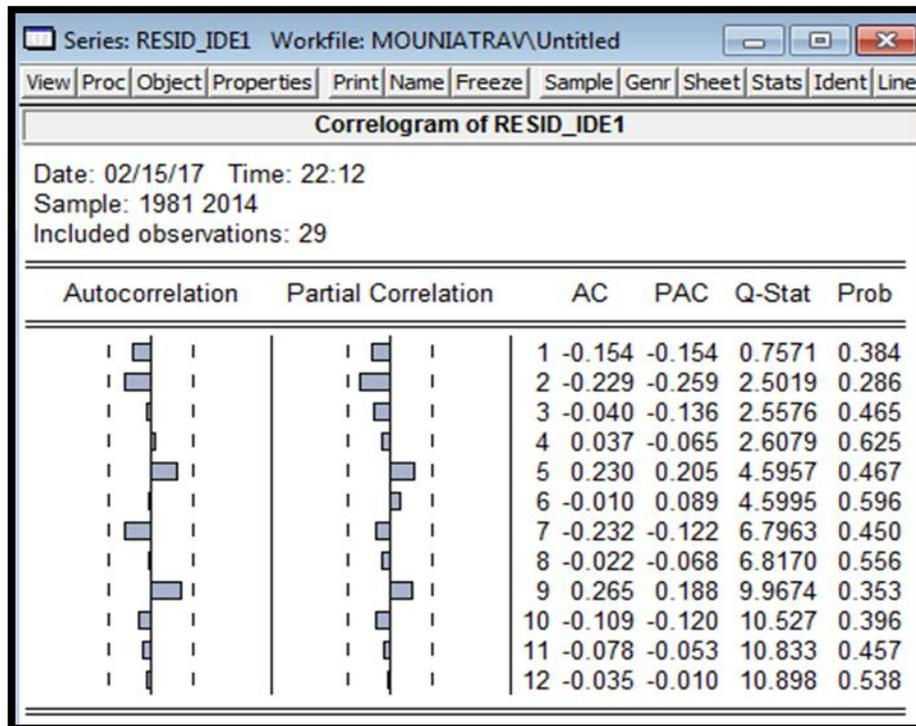 Series: RESID_IDE1 Workfile: MOUNIATRAV\Untitled
View Proc Object Properties Print Name Freeze Sample Genr Sheet Stats Ident Line
Correlogram of RESID_IDE1
Date: 02/15/17 Time: 22:12
Sample: 1981 2014
Included observations: 29
Autocorrelation Partial Correlation AC PAC Q-Stat Prob
1 -0.154 -0.154 0.7571 0.384
2 -0.229 -0.259 2.5019 0.286
3 -0.040 -0.136 2.5576 0.465
4 0.037 -0.065 2.6079 0.625
5 0.230 0.205 4.5957 0.467
6 -0.010 0.089 4.5995 0.596
7 -0.232 -0.122 6.7963 0.450
8 -0.022 -0.068 6.8170 0.556
9 0.265 0.188 9.9674 0.353
10 -0.109 -0.120 10.527 0.396
11 -0.078 -0.053 10.833 0.457
12 -0.035 -0.010 10.898 0.538